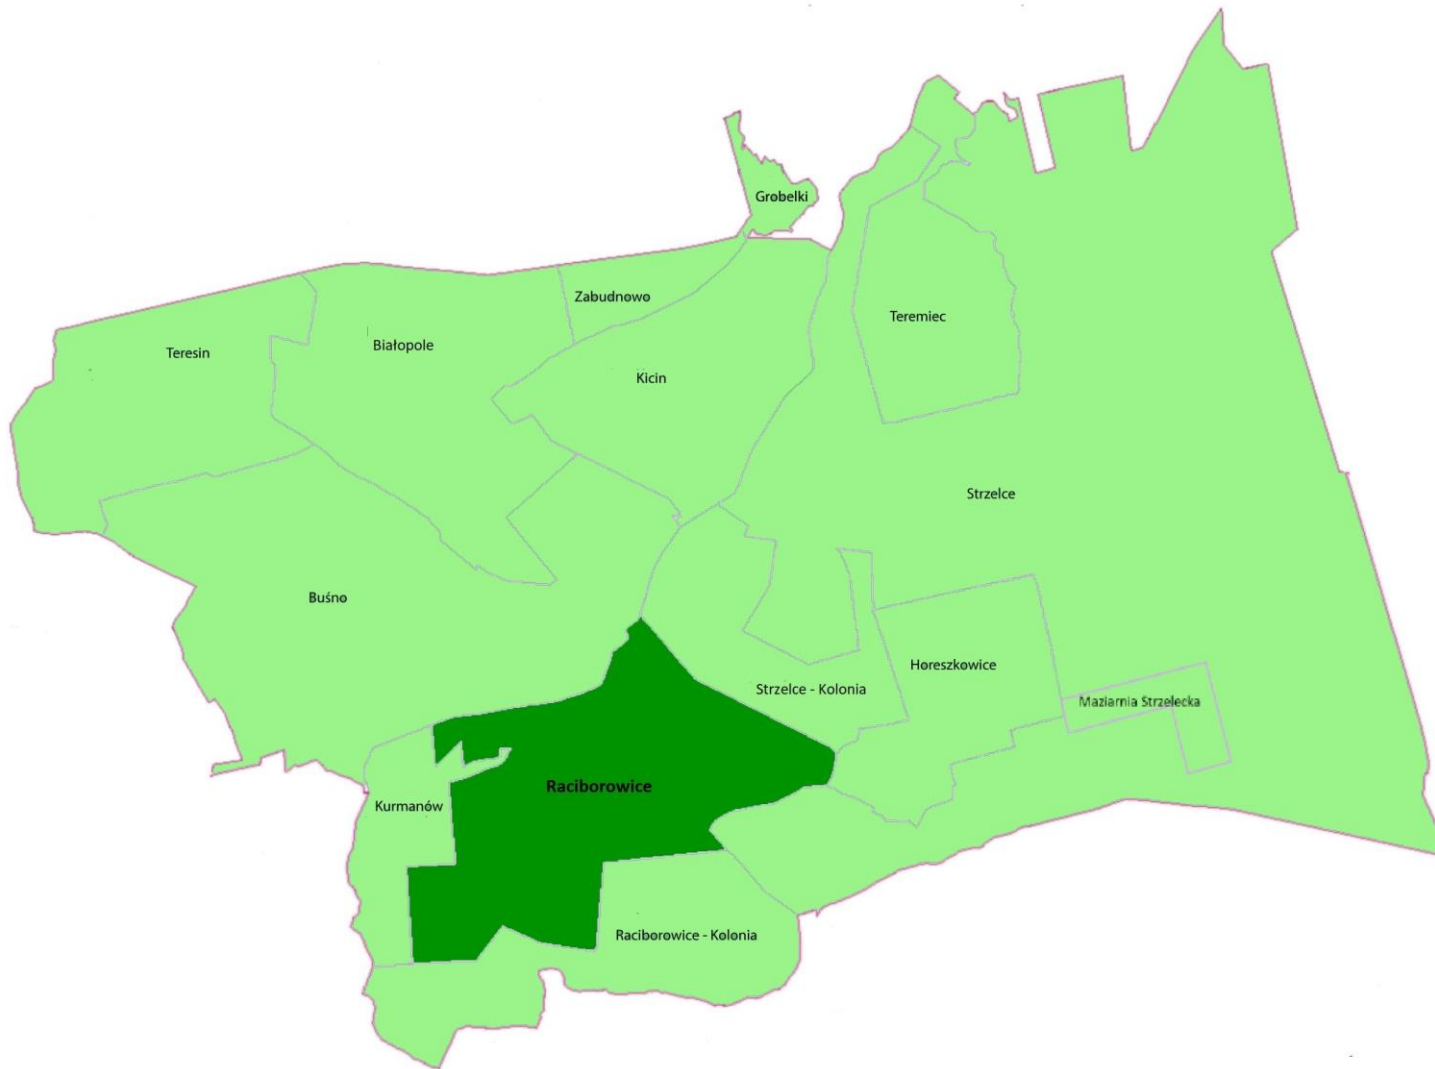 Grobelki
Zabudnowo
Teremiec
Białopole
Teresin
Kicin
Strzelce
Buśno
Horeszkowice
Strzelce - Kolonia
Maziarnia Strzelecka
Raciborowice
Kurmanów
Raciborowice - Kolonia